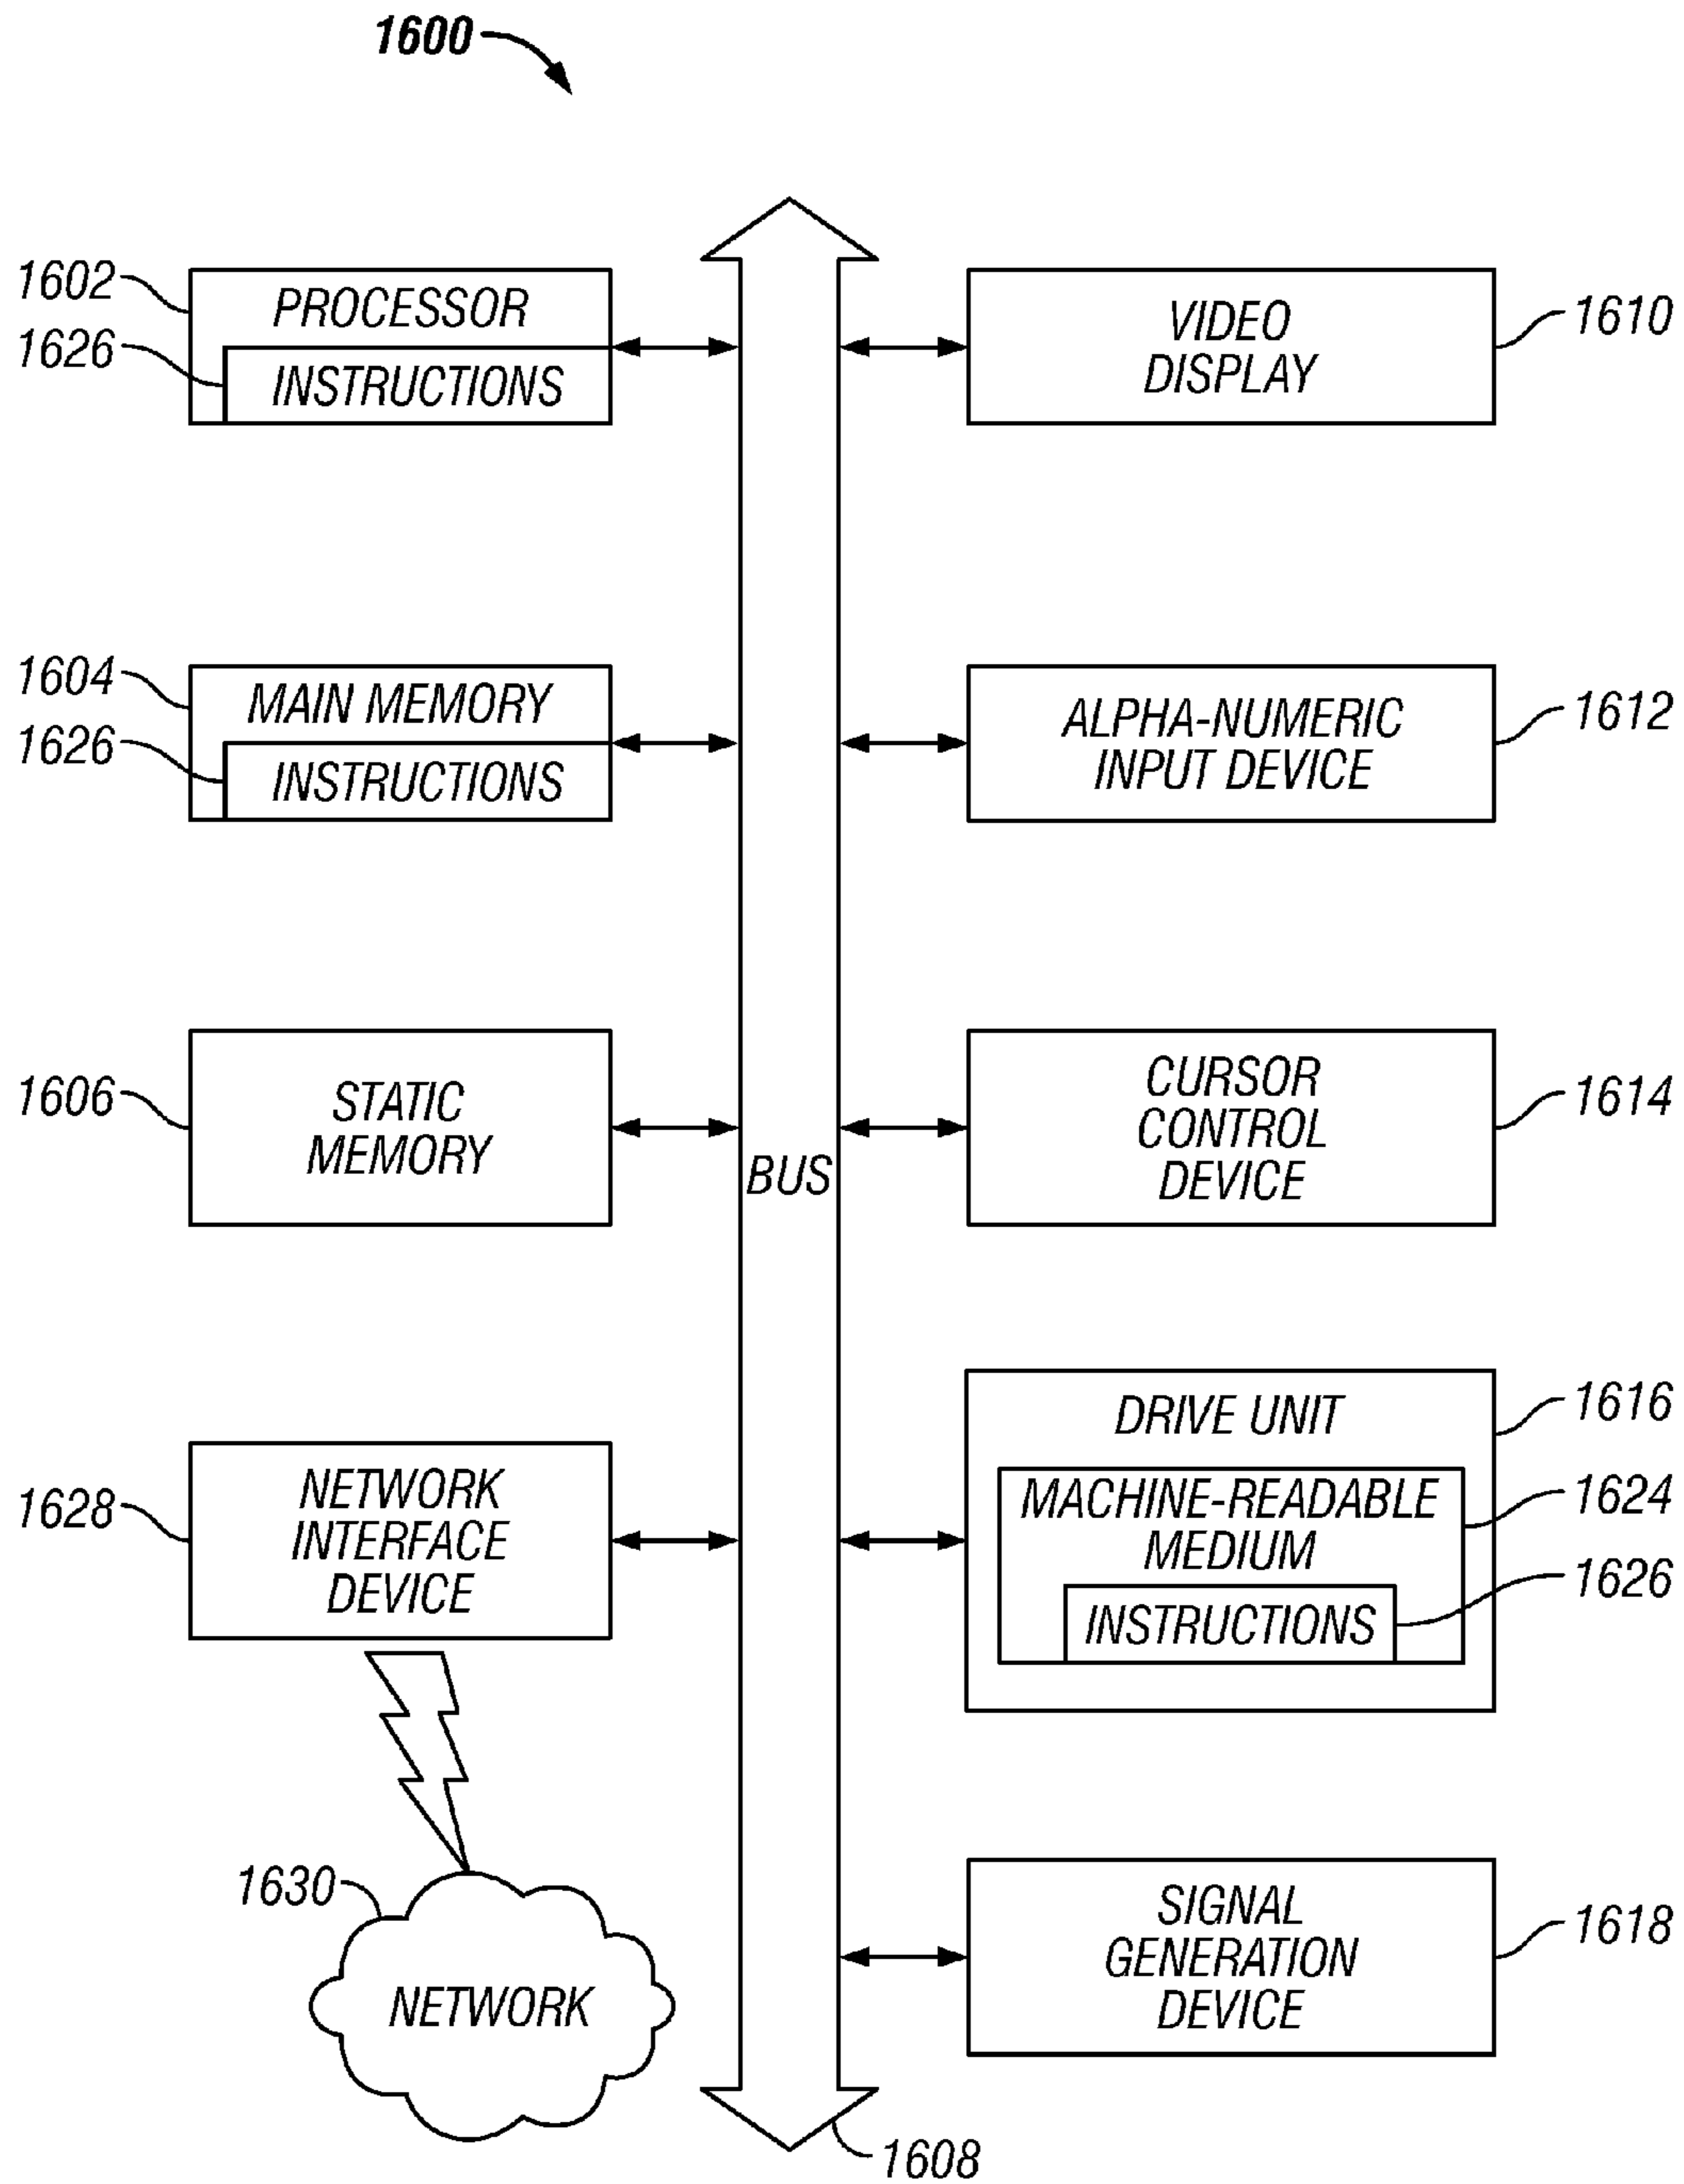 1600
1602
PROCESSOR
1626
INSTRUCTIONS
VIDEO
DISPLAY
1610
1604
MAIN MEMORY
1626
INSTRUCTIONS
ALPHA-NUMERIC
INPUT DEVICE
1612
1606
STATIC
MEMORY
BUS
CURSOR
CONTROL
DEVICE
1614
1628
NETWORK
INTERFACE
DEVICE
DRIVE UNIT
1616
MACHINE-READABLE
MEDIUM
1624
INSTRUCTIONS
1626
1630
NETWORK
SIGNAL
GENERATION
DEVICE
1618
1608